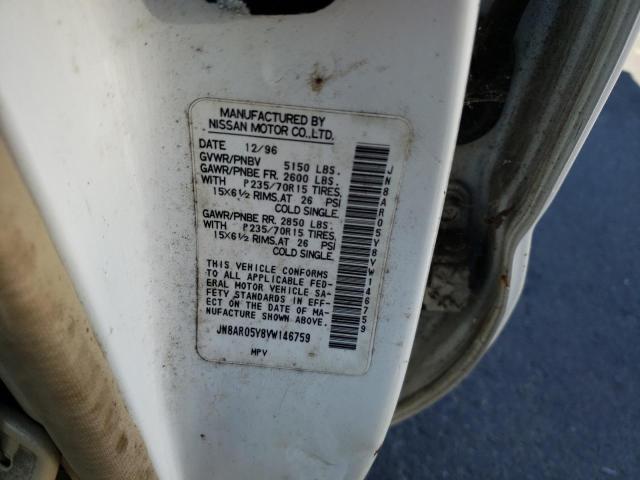 MANUFACTURED BY
NISSAN MOTOR CO., LTD.
DATE 12/96
GVWR/PNBV 5150 LBS.
GAWR/PNBE FR. 2600 LBS.
WITH P235/70R15 TIRES,
15X6½ RIMS, AT 26 PSI
COLD SINGLE.
GAWR/PNBE RR. 2850 LBS.
WITH P235/70R15 TIRES,
15X6½ RIMS, AT 26 PSI
COLD SINGLE.
THIS VEHICLE CONFORMS
TO ALL APPLICABLE FED-
ERAL MOTOR VEHICLE SA-
FETY STANDARDS IN EFF-
ECT ON THE DATE OF MA-
NUFACTURE SHOWN ABOVE.
JN8AR05Y8VW146759
MPV
JN8AR05Y8VW146759